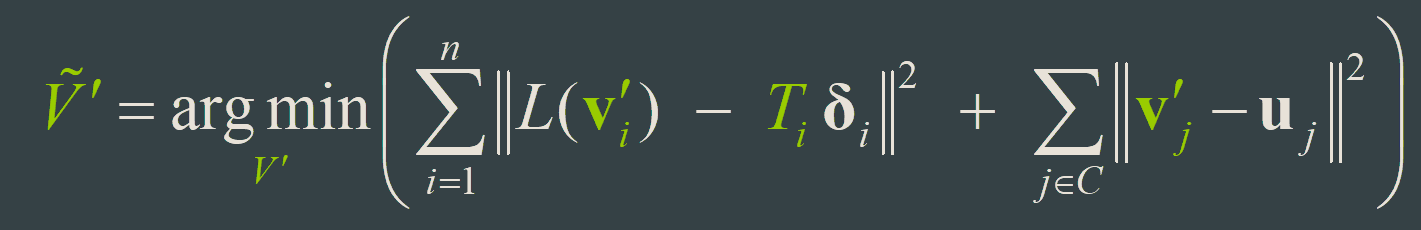 Ṽ′ = arg min_{V′} ( ∑_{i=1}^{n} ‖L(v′_i) − T_i δ_i‖² + ∑_{j∈C} ‖v′_j − u_j‖² )